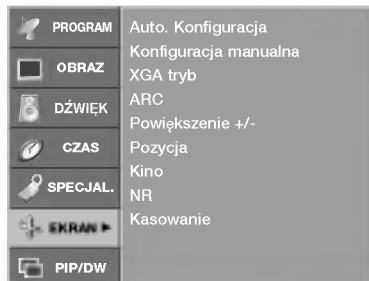 PROGRAM
OBRAZ
DŹWIĘK
CZAS
SPECJAL.
EKRAN ►
PIP/DW
Auto. Konfiguracja
Konfiguracja manualna
XGA tryb
ARC
Powiększenie +/-
Pozycja
Kino
NR
Kasowanie